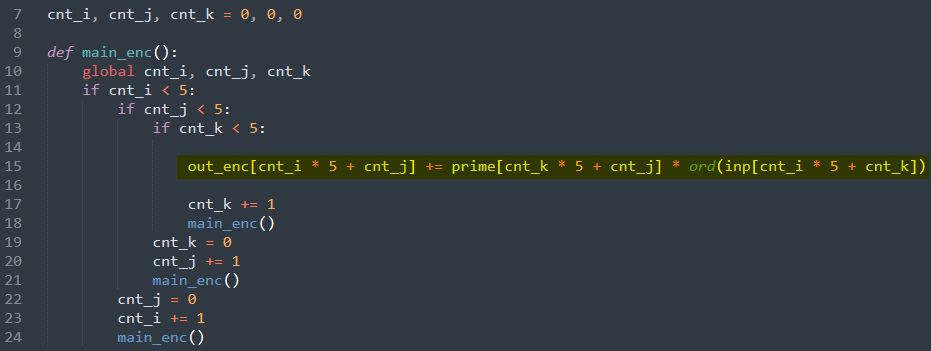 7 cnt_i, cnt_j, cnt_k = 0, 0, 0
8
9 def main_enc():
10 global cnt_i, cnt_j, cnt_k
11 if cnt_i < 5:
12 if cnt_j < 5:
13 if cnt_k < 5:
14
15 out_enc[cnt_i * 5 + cnt_j] += prime[cnt_k * 5 + cnt_j] * ord(inp[cnt_i * 5 + cnt_k])
16
17 cnt_k += 1
18 main_enc()
19 cnt_k = 0
20 cnt_j += 1
21 main_enc()
22 cnt_j = 0
23 cnt_i += 1
24 main_enc()